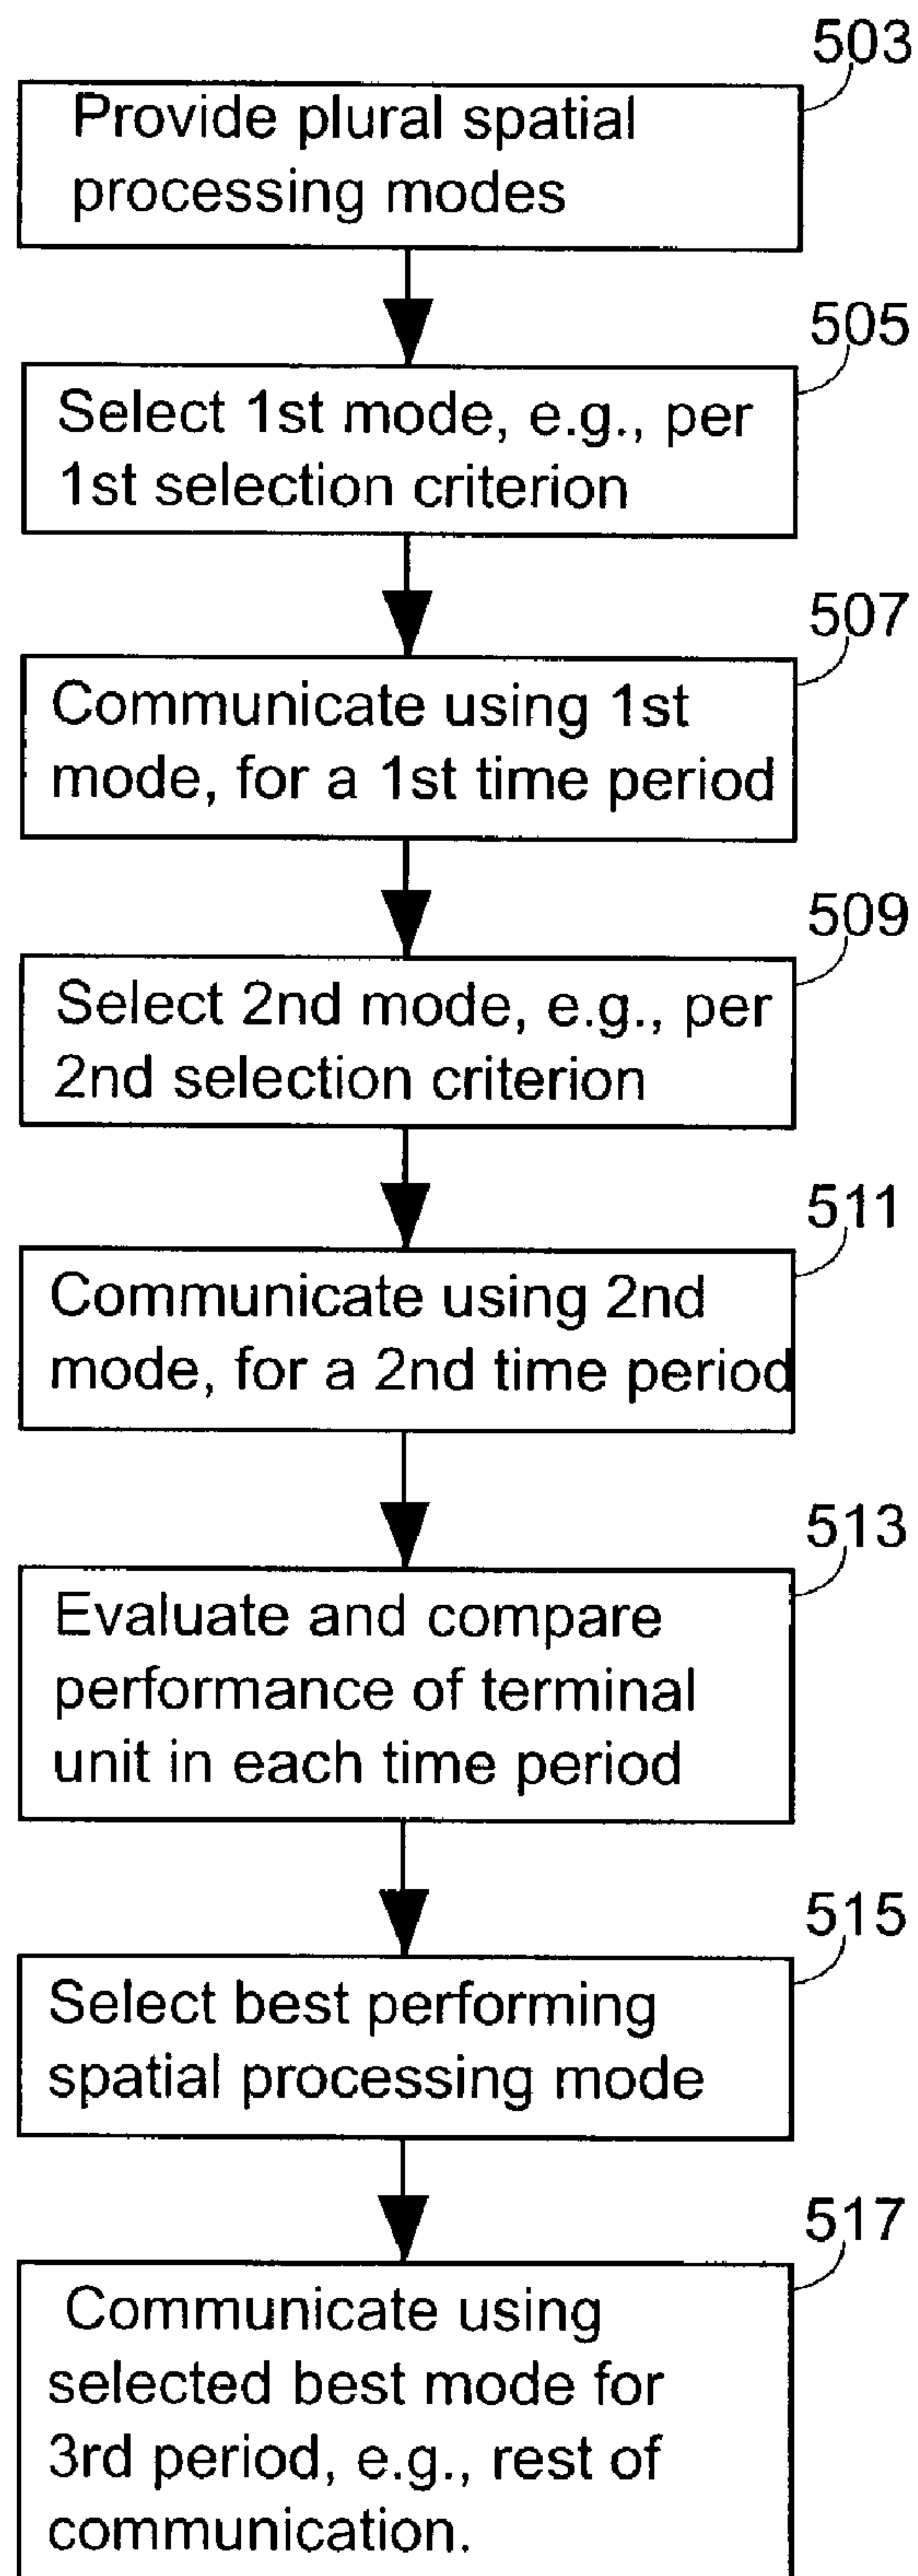 503
Provide plural spatial
processing modes
505
Select 1st mode, e.g., per
1st selection criterion
507
Communicate using 1st
mode, for a 1st time period
509
Select 2nd mode, e.g., per
2nd selection criterion
511
Communicate using 2nd
mode, for a 2nd time period
513
Evaluate and compare
performance of terminal
unit in each time period
515
Select best performing
spatial processing mode
517
Communicate using
selected best mode for
3rd period, e.g., rest of
communication.